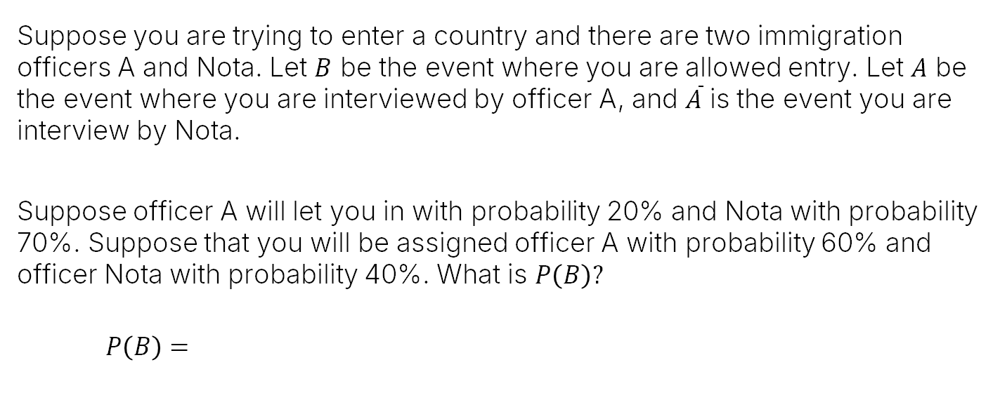 Suppose you are trying to enter a country and there are two immigration
officers A and Nota. Let B be the event where you are allowed entry. Let A be
the event where you are interviewed by officer A, and Ā is the event you are
interview by Nota.
Suppose officer A will let you in with probability 20% and Nota with probability
70%. Suppose that you will be assigned officer A with probability 60% and
officer Nota with probability 40%. What is P(B)?
P(B) =